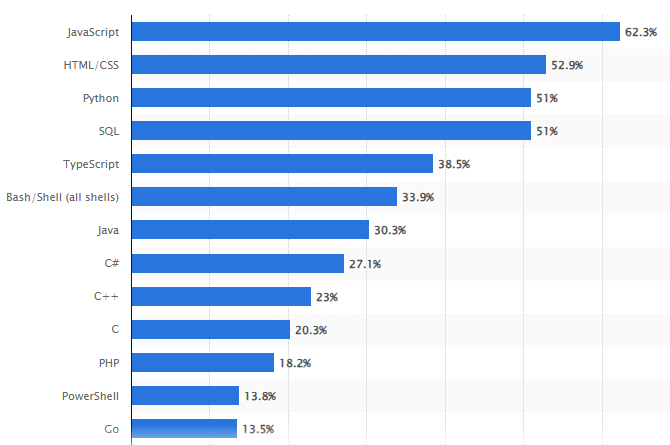 JavaScript 62.3%
HTML/CSS 52.9%
Python 51%
SQL 51%
TypeScript 38.5%
Bash/Shell (all shells) 33.9%
Java 30.3%
C# 27.1%
C++ 23%
C 20.3%
PHP 18.2%
PowerShell 13.8%
Go 13.5%